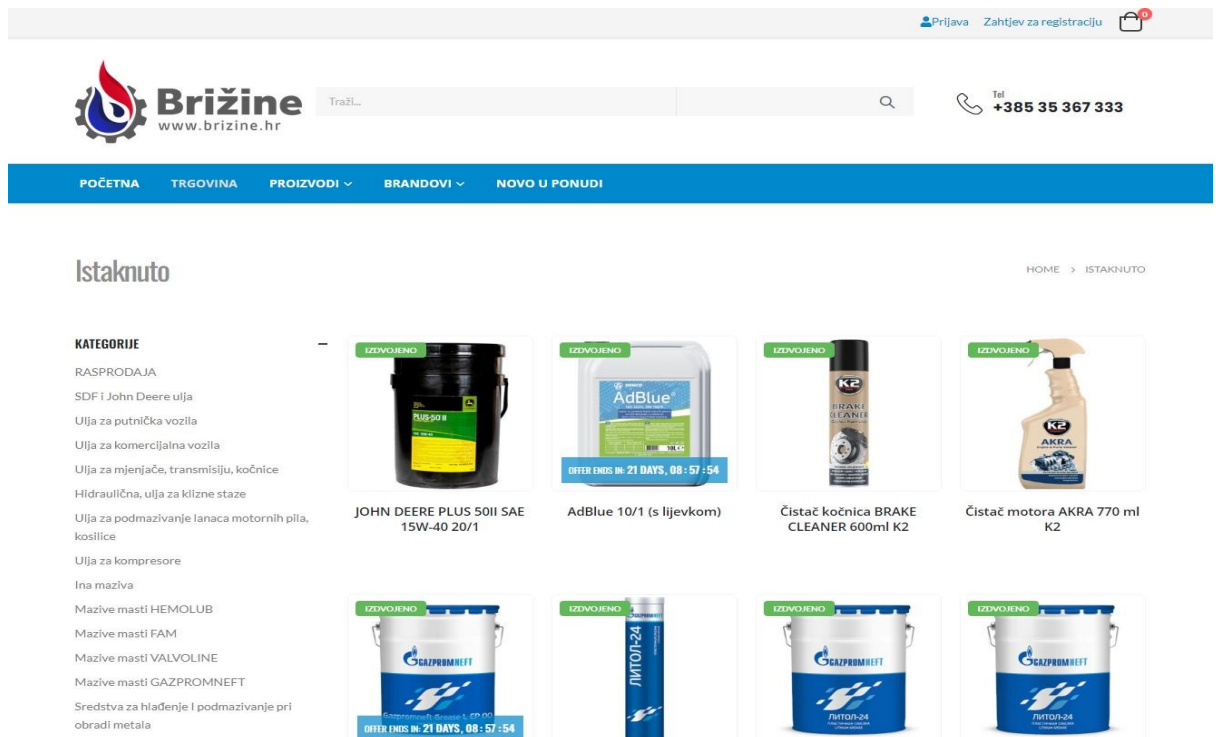 Prijava Zahtjev za registraciju 0
Brižine
www.brizine.hr
Traži...
Tel
+385 35 367 333
POČETNA TRGOVINA PROIZVODI BRANDOVI NOVO U PONUDI
Istaknuto
HOME > ISTAKNUTO
KATEGORIJE
RASPRODAJA
SDF i John Deere ulja
Ulja za putnička vozila
Ulja za komercijalna vozila
Ulja za mjenjače, transmisiju, kočnice
Hidraulična, ulja za klizne staze
Ulja za podmazivanje lanaca motornih pila,
kosilice
Ulja za kompresore
Ina maziva
Mazive masti HEMOLUB
Mazive masti FAM
Mazive masti VALVOLINE
Mazive masti GAZPROMNEFT
Sredstva za hlađenje I podmazivanje pri
obradi metala
IZDVOJENO
PLUS-50 II
JOHN DEERE PLUS 50II SAE
15W-40 20/1
IZDVOJENO
AdBlue
10L
OFFER ENDS IN: 21 DAYS, 08 : 57 : 54
AdBlue 10/1 (s lijevkom)
IZDVOJENO
K2
BRAKE
CLEANER
Čistač kočnica BRAKE
CLEANER 600ml K2
IZDVOJENO
K2
AKRA
Čistač motora AKRA 770 ml
K2
IZDVOJENO
GAZPROMNEFT
Gazpromneft Grease L EP 00
OFFER ENDS IN: 21 DAYS, 08 : 57 : 54
IZDVOJENO
GAZPROMNEFT
ЛИТОЛ-24
IZDVOJENO
GAZPROMNEFT
ЛИТОЛ-24
IZDVOJENO
GAZPROMNEFT
ЛИТОЛ-24